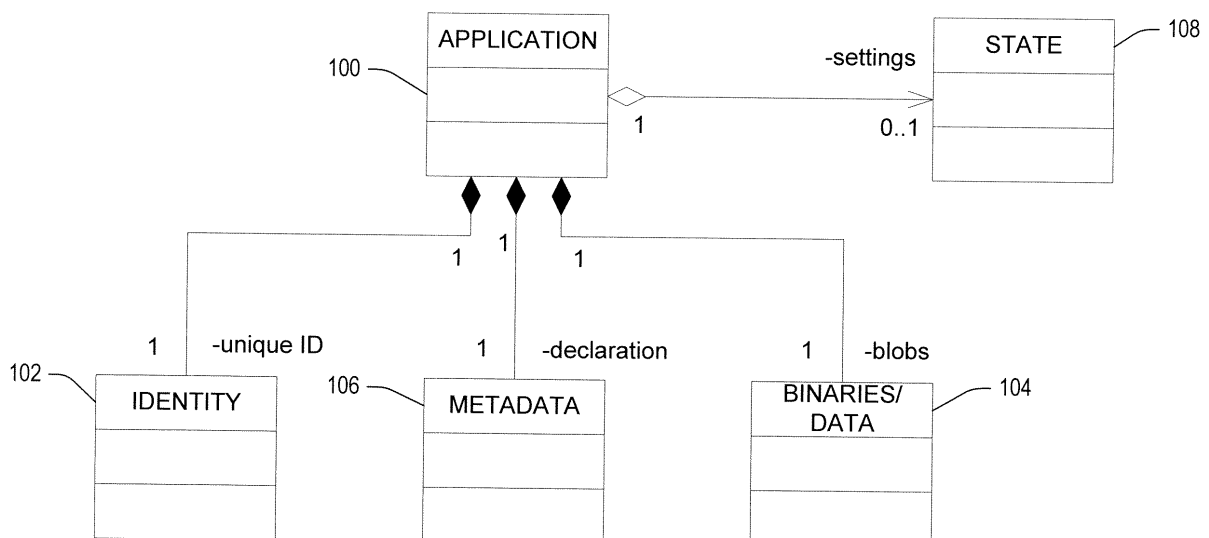 APPLICATION
STATE
108
100
-settings
1
0..1
1
1
1
1
-unique ID
1
-declaration
1
-blobs
102
IDENTITY
106
METADATA
BINARIES/
DATA
104